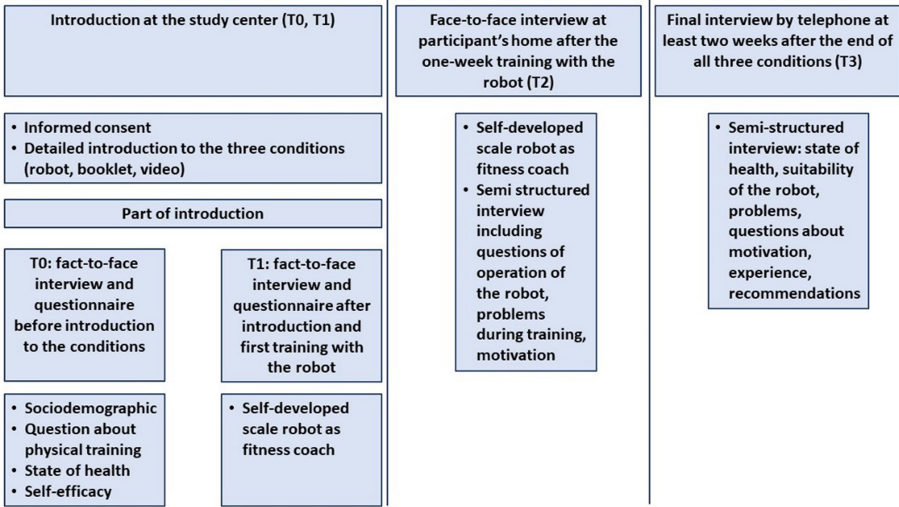 Introduction at the study center (T0, T1)
• Informed consent
• Detailed introduction to the three conditions
(robot, booklet, video)
Part of introduction
T0: fact-to-face
interview and
questionnaire
before introduction
to the conditions
• Sociodemographic
• Question about
physical training
• State of health
• Self-efficacy
T1: fact-to-face
interview and
questionnaire after
introduction and
first training with
the robot
• Self-developed
scale robot as
fitness coach
Face-to-face interview at
participant's home after the
one-week training with the
robot (T2)
• Self-developed
scale robot as
fitness coach
• Semi structured
interview
including
questions of
operation of
the robot,
problems
during training,
motivation
Final interview by telephone at
least two weeks after the end of
all three conditions (T3)
• Semi-structured
interview: state of
health, suitability
of the robot,
problems,
questions about
motivation,
experience,
recommendations